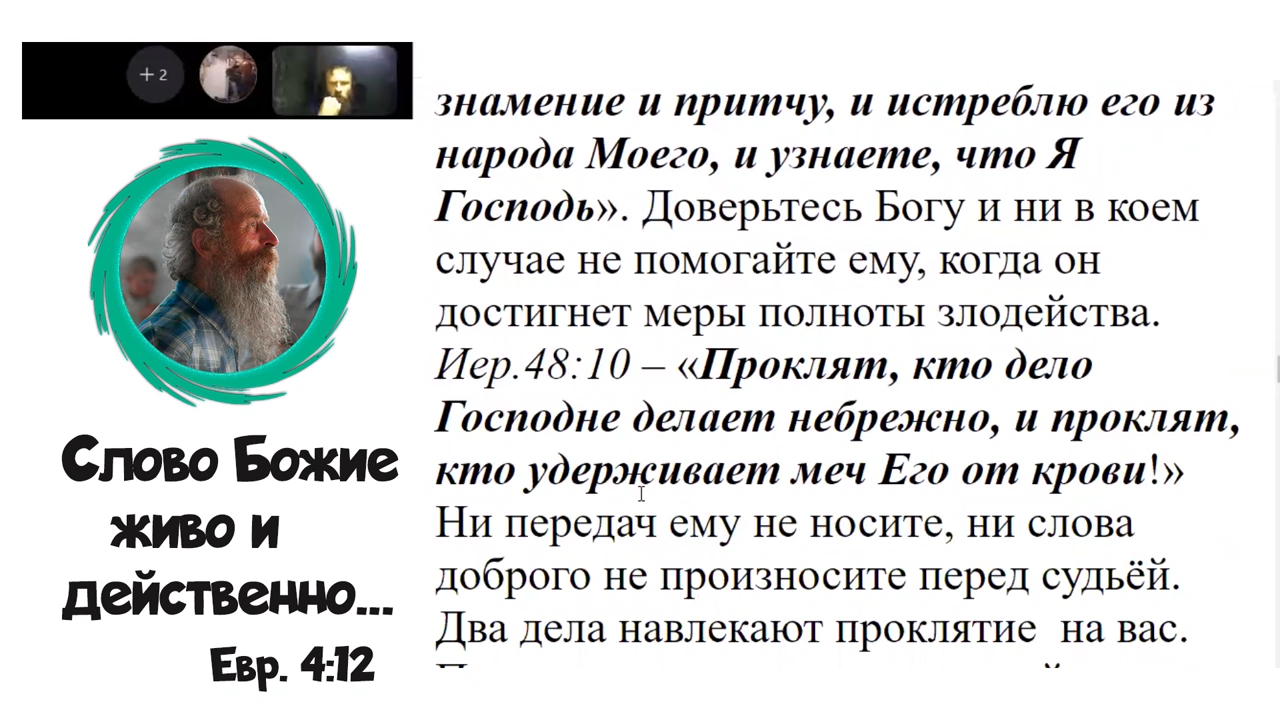 +2
знамение и притчу, и истреблю его из
народа Моего, и узнаете, что Я
Господь». Доверьтесь Богу и ни в коем
случае не помогайте ему, когда он
достигнет меры полноты злодейства.
Иер.48:10 – «Проклят, кто дело
Господне делает небрежно, и проклят,
кто удерживает меч Его от крови!»
Ни передач ему не носите, ни слова
доброго не произносите перед судьёй.
Два дела навлекают проклятие  на вас.
Слово Божие
живо и
действенно...
Евр. 4:12